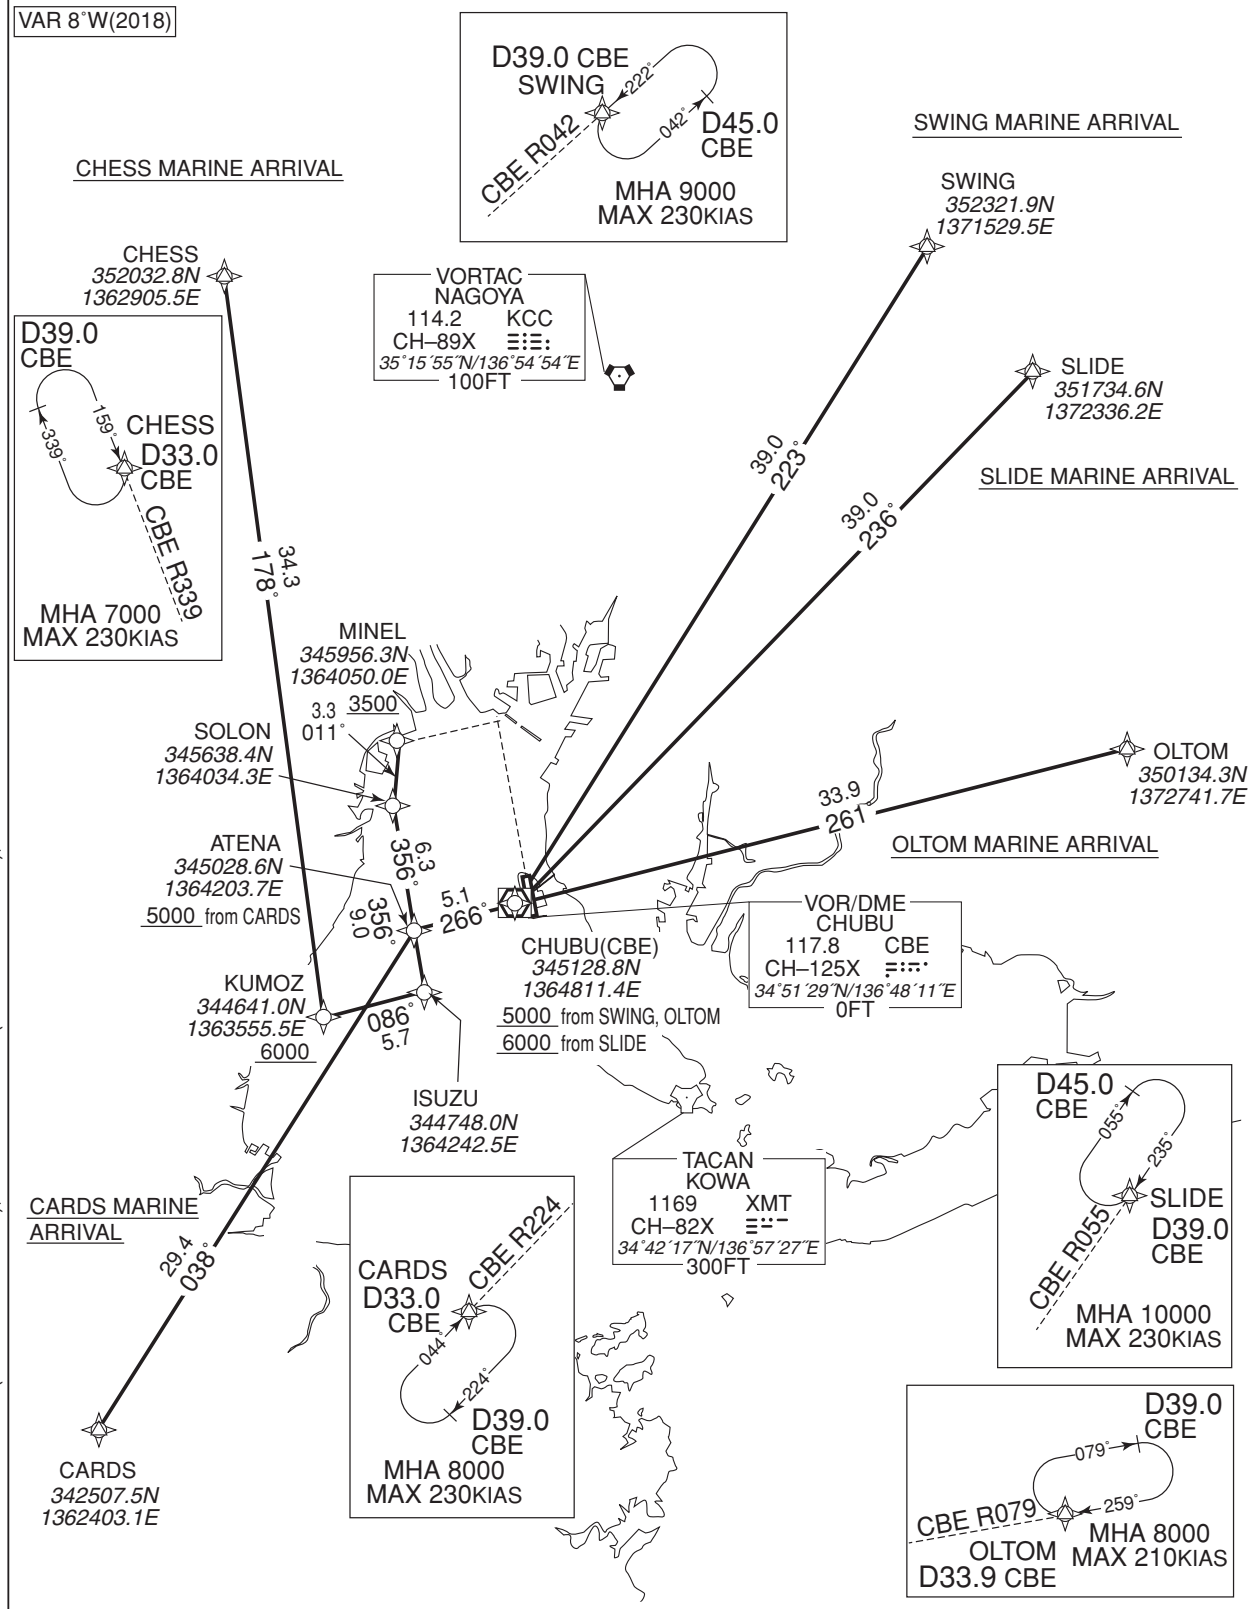 VAR 8°W(2018)
D39.0 CBE
SWING
222°
042°
D45.0
CBE
CBE R042
MHA 9000
MAX 230KIAS
SWING MARINE ARRIVAL
CHESS MARINE ARRIVAL
SWING
352321.9N
1371529.5E
CHESS
352032.8N
1362905.5E
VORTAC
NAGOYA
114.2 KCC
CH–89X
35°15´55˝N/136°54´54˝E
100FT
D39.0
CBE
159°
339°
CHESS
D33.0
CBE
CBE R339
MHA 7000
MAX 230KIAS
SLIDE
351734.6N
1372336.2E
39.0
223°
SLIDE MARINE ARRIVAL
39.0
236°
34.3
178°
MINEL
345956.3N
1364050.0E
3500
3.3
011°
SOLON
345638.4N
1364034.3E
OLTOM
350134.3N
1372741.7E
33.9
261°
OLTOM MARINE ARRIVAL
6.3
356°
ATENA
345028.6N
1364203.7E
5000 from CARDS
356°
9.0
5.1
266°
VOR/DME
CHUBU
117.8 CBE
CH–125X
34°51´29˝N/136°48´11˝E
0FT
CHUBU(CBE)
345128.8N
1364811.4E
5000 from SWING, OLTOM
6000 from SLIDE
KUMOZ
344641.0N
1363555.5E
6000
086°
5.7
ISUZU
344748.0N
1364242.5E
D45.0
CBE
055°
235°
SLIDE
D39.0
CBE
CBE R055
MHA 10000
MAX 230KIAS
TACAN
KOWA
1169 XMT
CH–82X
34°42´17˝N/136°57´27˝E
300FT
CARDS MARINE
ARRIVAL
29.4
038°
CBE R224
CARDS
D33.0
CBE
044°
224°
D39.0
CBE
MHA 8000
MAX 230KIAS
CARDS
342507.5N
1362403.1E
D39.0
CBE
079°
259°
CBE R079
OLTOM
D33.9 CBE
MHA 8000
MAX 210KIAS